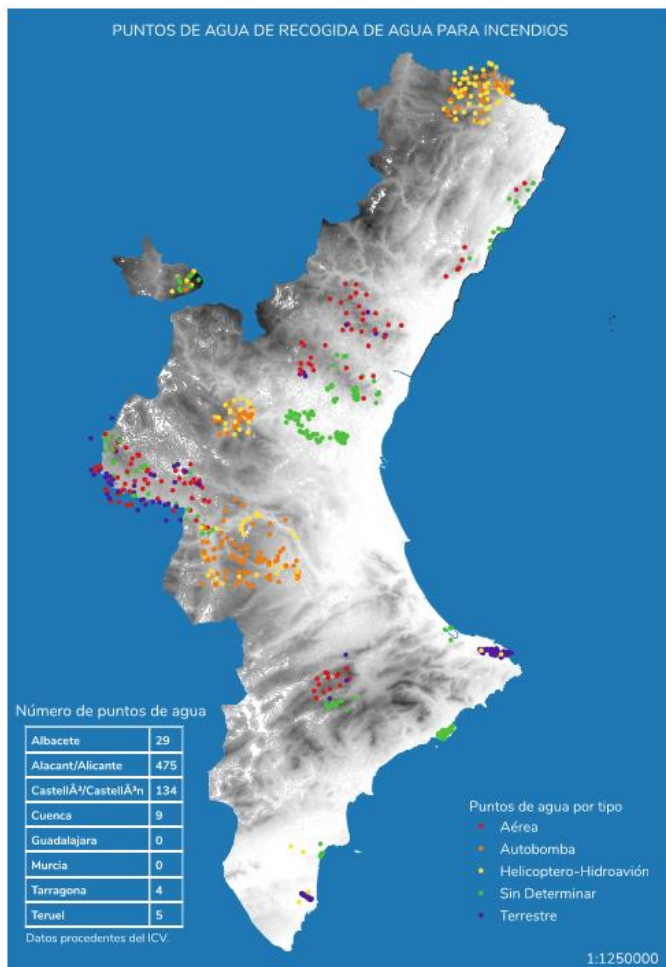 PUNTOS DE AGUA DE RECOGIDA DE AGUA PARA INCENDIOS
Número de puntos de agua
Albacete 29
Alacant/Alicante 475
CastellÃ³/CastellÃ³n 134
Cuenca 9
Guadalajara 0
Murcia 0
Tarragona 4
Teruel 5
Datos procedentes del ICV.
Puntos de agua por tipo
Aérea
Autobomba
Helicoptero-Hidroavión
Sin Determinar
Terrestre
1:1250000